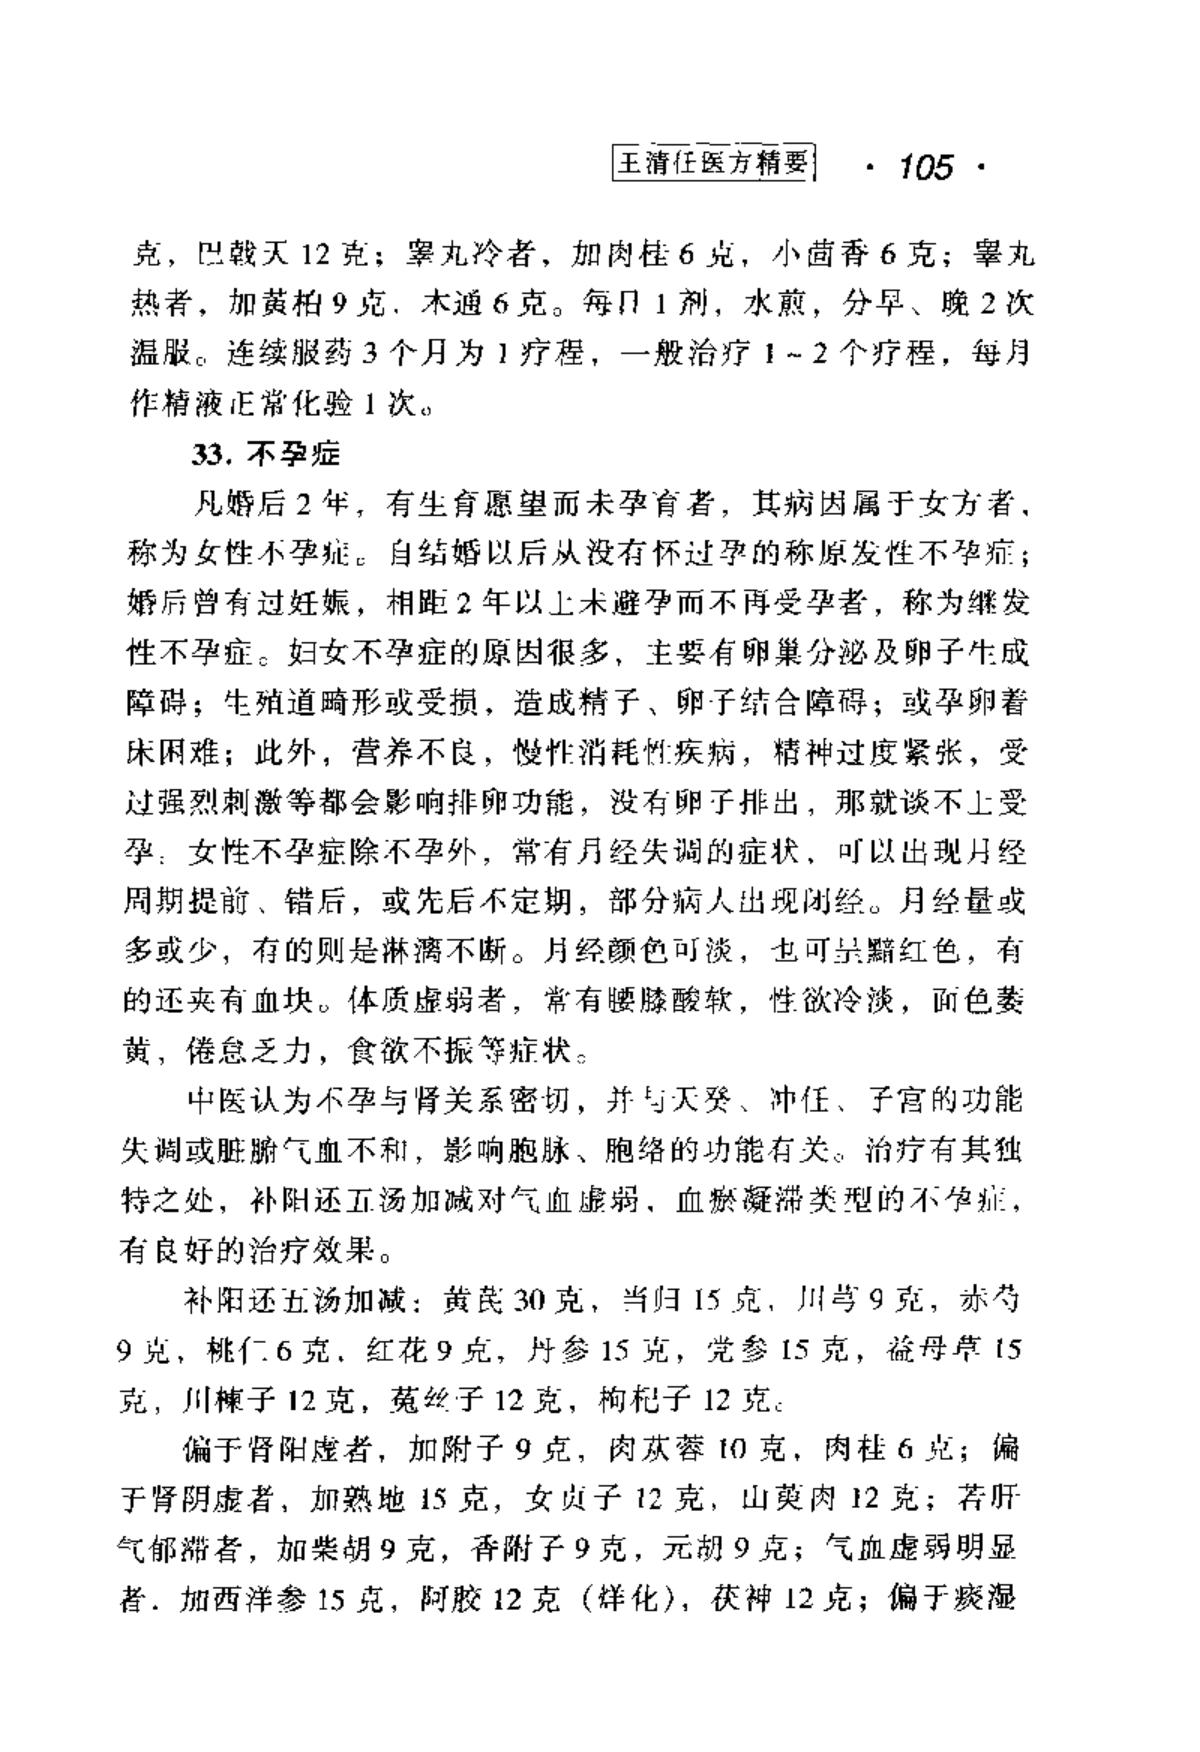 王清任医方精要 · 105 ·
克，巴戟天 12 克；睾丸冷者，加肉桂 6 克，小茴香 6 克；睾丸
热者，加黄柏 9 克，木通 6 克。每日 1 剂，水煎，分早、晚 2 次
温服。连续服药 3 个月为 1 疗程，一般治疗 1～2 个疗程，每月
作精液正常化验 1 次。
33. 不孕症
凡婚后 2 年，有生育愿望而未孕育者，其病因属于女方者，
称为女性不孕症。自结婚以后从没有怀过孕的称原发性不孕症；
婚后曾有过妊娠，相距 2 年以上未避孕而不再受孕者，称为继发
性不孕症。妇女不孕症的原因很多，主要有卵巢分泌及卵子生成
障碍；生殖道畸形或受损，造成精子、卵子结合障碍；或孕卵着
床困难；此外，营养不良，慢性消耗性疾病，精神过度紧张，受
过强烈刺激等都会影响排卵功能，没有卵子排出，那就谈不上受
孕。女性不孕症除不孕外，常有月经失调的症状，可以出现月经
周期提前、错后，或先后不定期，部分病人出现闭经。月经量或
多或少，有的则是淋漓不断。月经颜色可淡，也可呈黯红色，有
的还夹有血块。体质虚弱者，常有腰膝酸软，性欲冷淡，面色萎
黄，倦怠乏力，食欲不振等症状。
中医认为不孕与肾关系密切，并与天癸、冲任、子宫的功能
失调或脏腑气血不和，影响胞脉、胞络的功能有关。治疗有其独
特之处，补阳还五汤加减对气血虚弱，血瘀凝滞类型的不孕症，
有良好的治疗效果。
补阳还五汤加减：黄芪 30 克，当归 15 克，川芎 9 克，赤芍
9 克，桃仁 6 克，红花 9 克，丹参 15 克，党参 15 克，益母草 15
克，川楝子 12 克，菟丝子 12 克，枸杞子 12 克。
偏于肾阳虚者，加附子 9 克，肉苁蓉 10 克，肉桂 6 克；偏
于肾阴虚者，加熟地 15 克，女贞子 12 克，山萸肉 12 克；若肝
气郁滞者，加柴胡 9 克，香附子 9 克，元胡 9 克；气血虚弱明显
者，加西洋参 15 克，阿胶 12 克（烊化），茯神 12 克；偏于痰湿